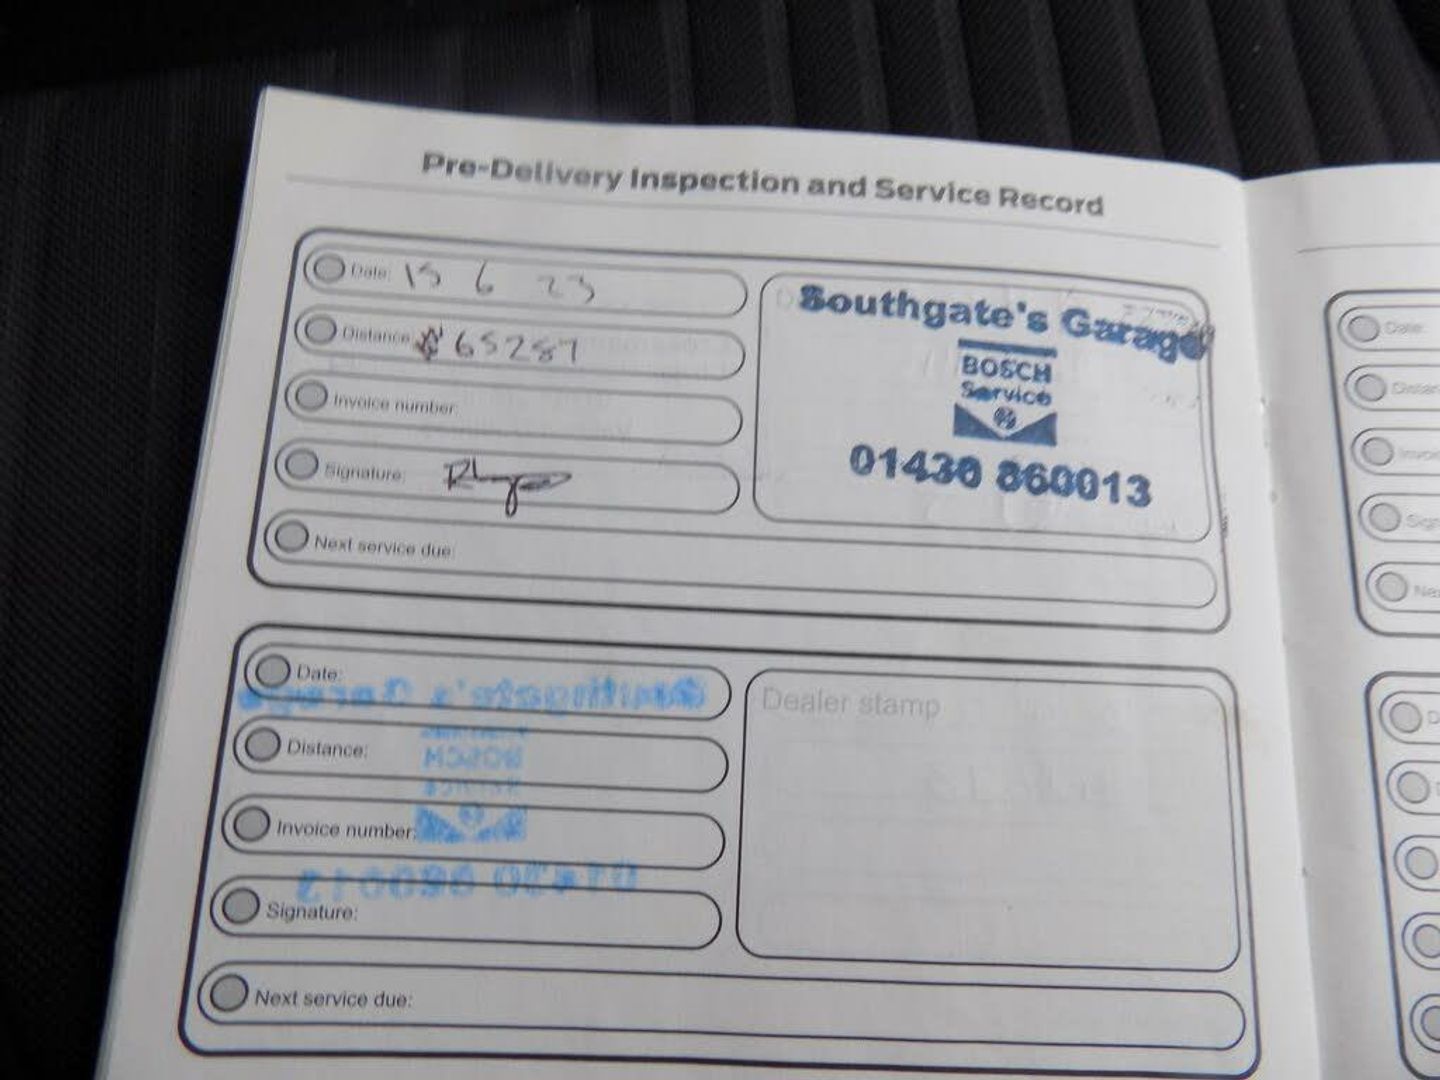 Pre-Delivery Inspection and Service Record
Date: 15 6 23
Distance: 65287
Invoice number:
Signature:
Next service due:
Southgate's Garage
BOSCH
Service
01430 860013
Date:
Distance:
Invoice number:
Signature:
Next service due:
Dealer stamp
Date: